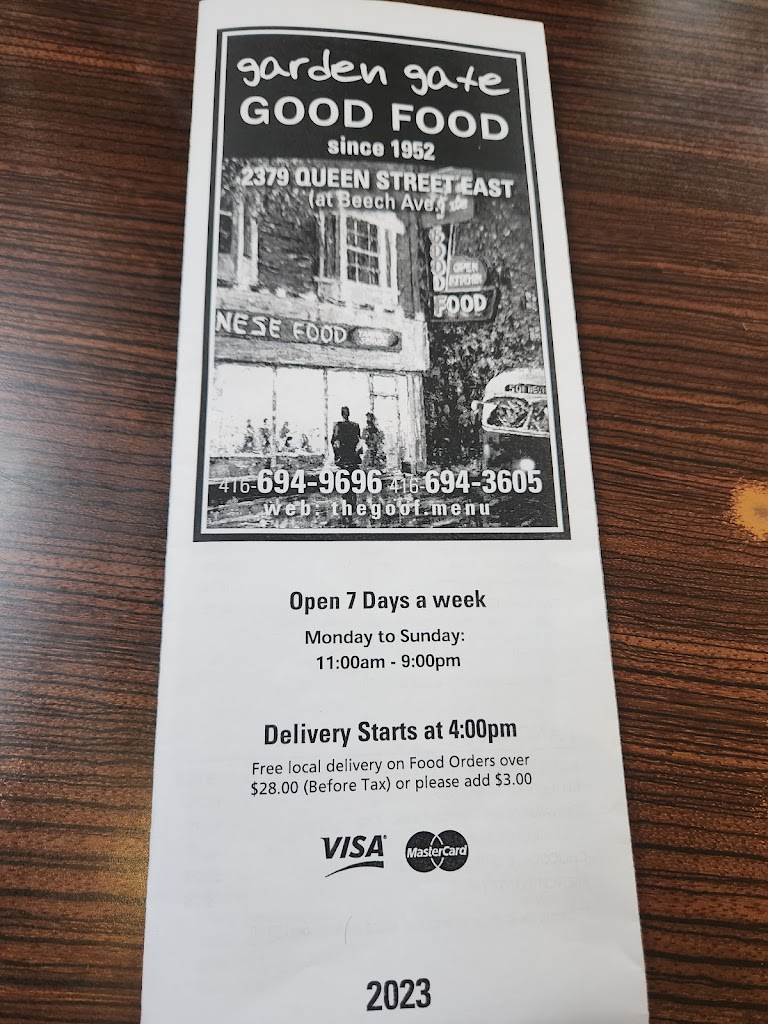 garden gate
GOOD FOOD
since 1952
2379 QUEEN STREET EAST
(at Beech Ave.)
GOOD
OPEN
KITCHEN
FOOD
NESE FOOD
416-694-9696 416-694-3605
web: thegoof.menu
Open 7 Days a week
Monday to Sunday:
11:00am - 9:00pm
Delivery Starts at 4:00pm
Free local delivery on Food Orders over
$28.00 (Before Tax) or please add $3.00
VISA MasterCard
2023